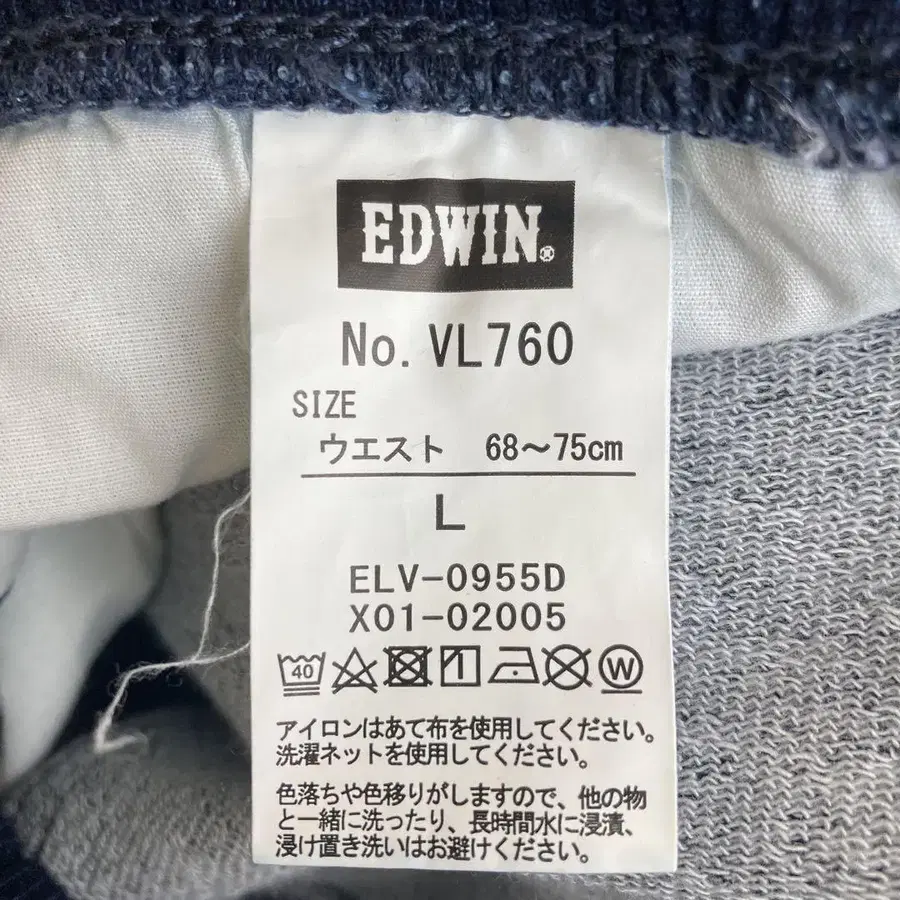 EDWIN®
No. VL760
SIZE
ウエスト 68～75cm
L
ELV-0955D
X01-02005
40 1 W
アイロンはあて布を使用してください。
洗濯ネットを使用してください。
色落ちや色移りがしますので、他の物
と一緒に洗ったり、長時間水に浸漬、
浸け置き洗いはお避けください。